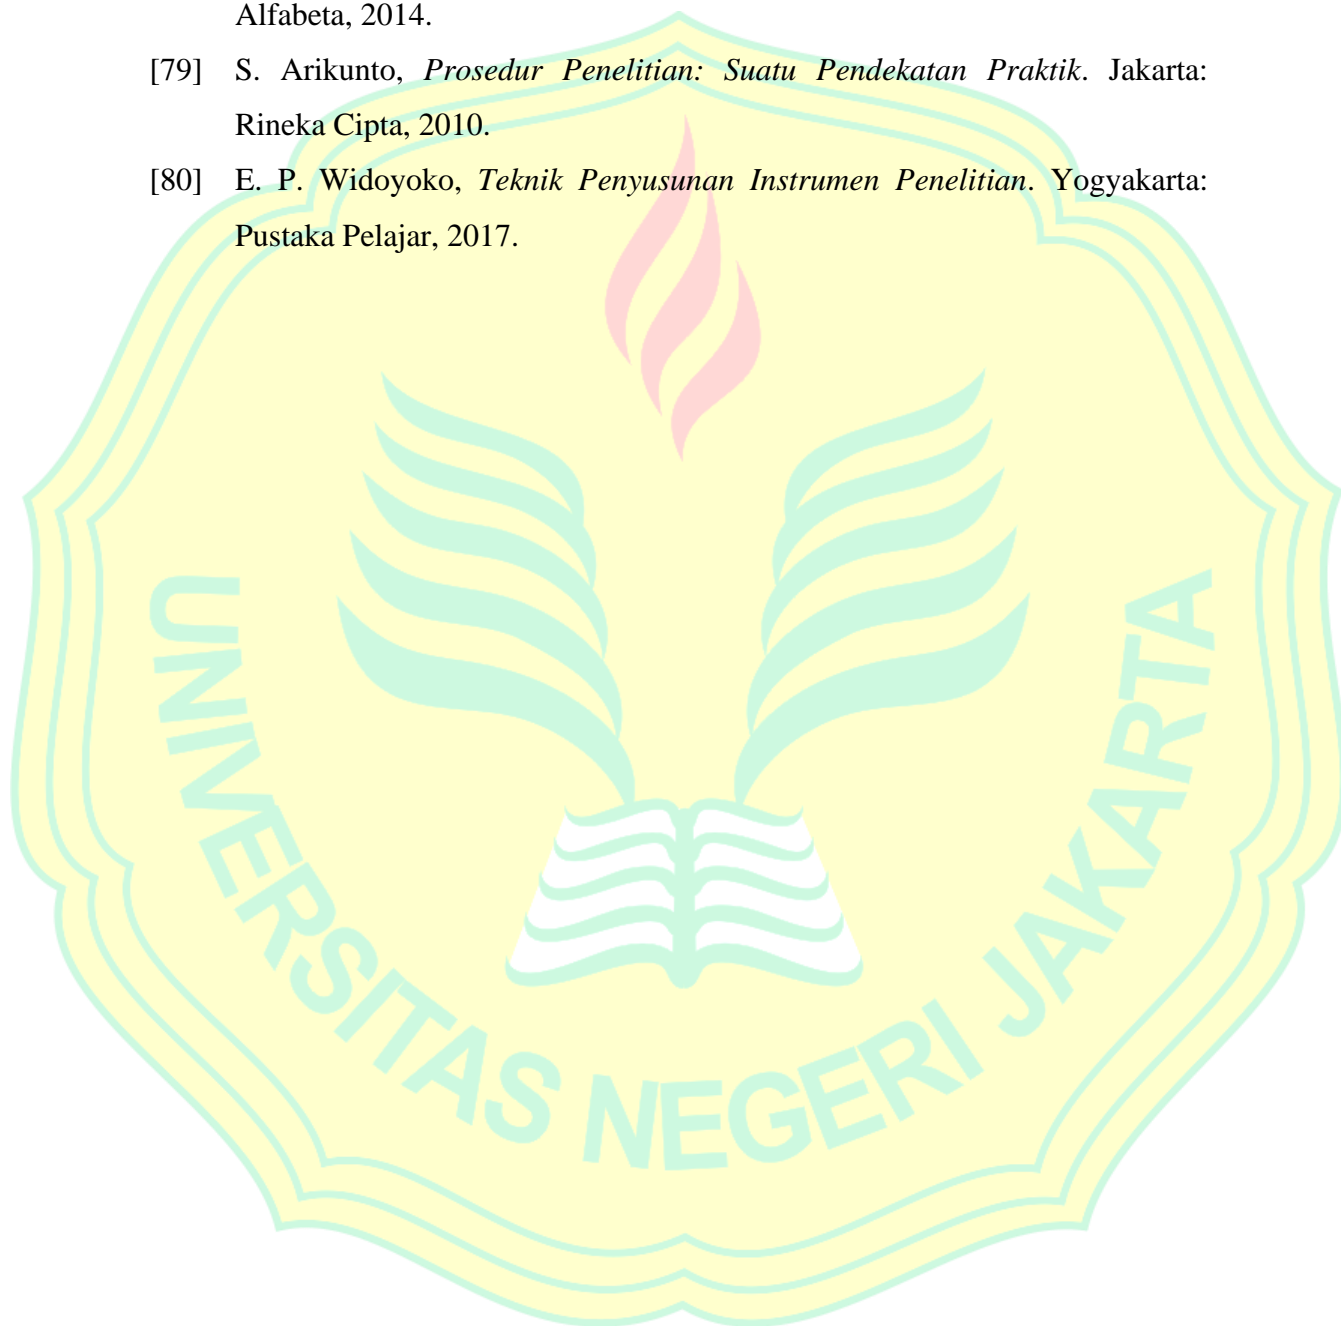 Alfabeta, 2014.
[79] S. Arikunto, Prosedur Penelitian: Suatu Pendekatan Praktik. Jakarta:
Rineka Cipta, 2010.
[80] E. P. Widoyoko, Teknik Penyusunan Instrumen Penelitian. Yogyakarta:
Pustaka Pelajar, 2017.
UNIVERSITAS NEGERI JAKARTA